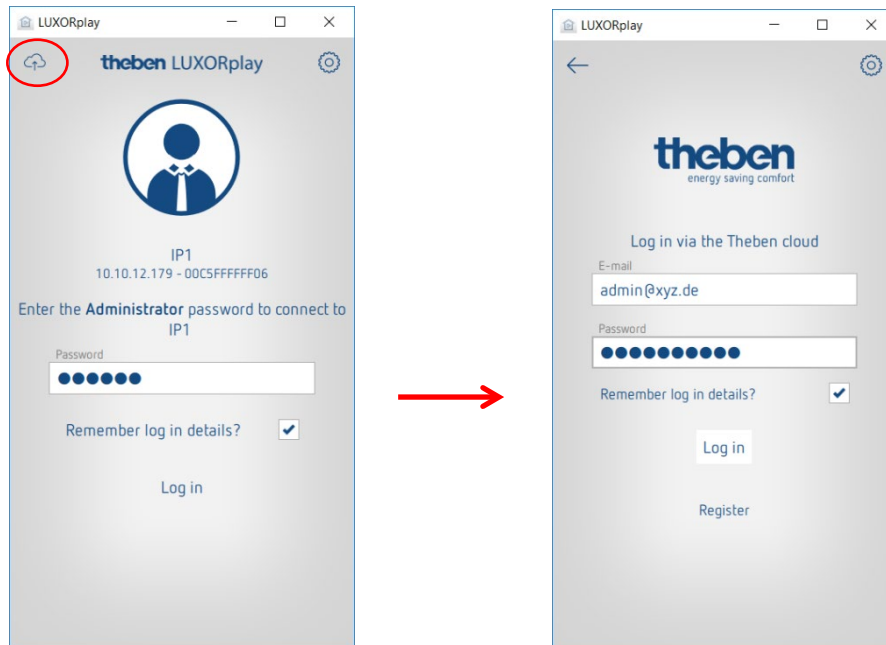 LUXORplay
theben LUXORplay
IP1
10.10.12.179 - 00C5FFFFFF06
Enter the Administrator password to connect to
IP1
Password
Remember log in details?
Log in
LUXORplay
theben
energy saving comfort
Log in via the Theben cloud
E-mail
admin@xyz.de
Password
Remember log in details?
Log in
Register